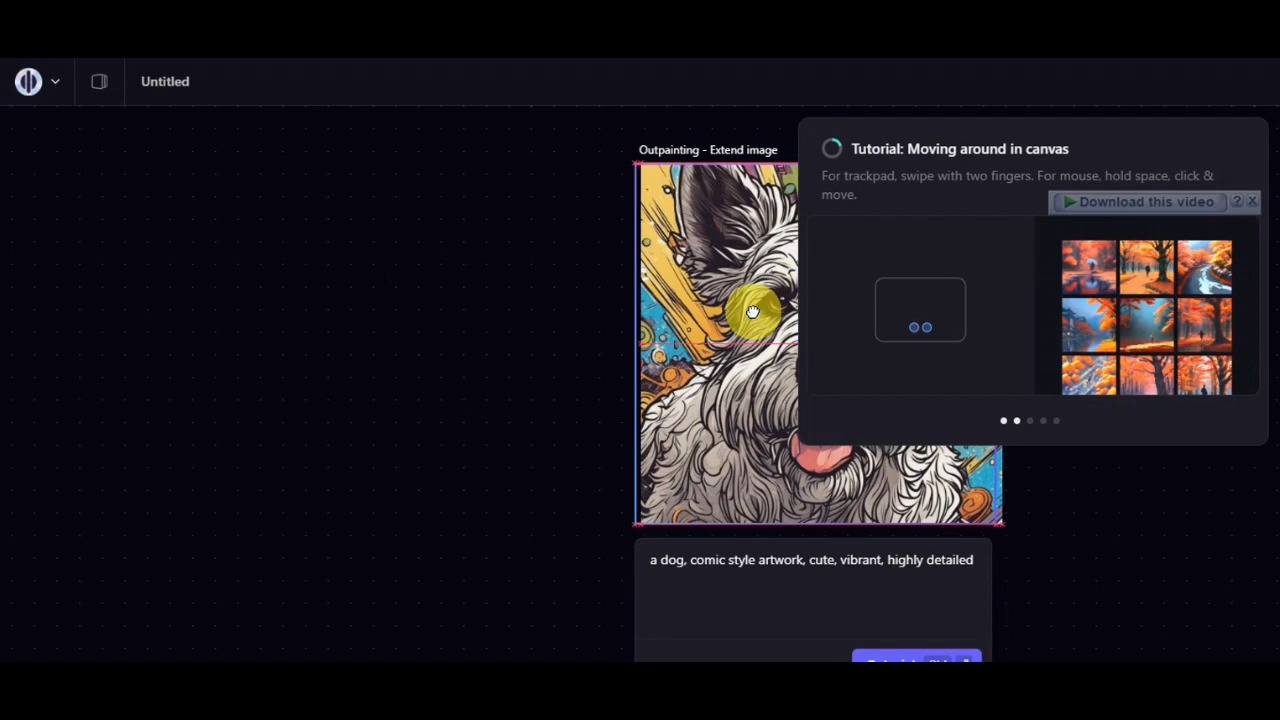 Untitled
Outpainting - Extend image
Tutorial: Moving around in canvas
For trackpad, swipe with two fingers. For mouse, hold space, click &
move.
Download this video
?
a dog, comic style artwork, cute, vibrant, highly detailed